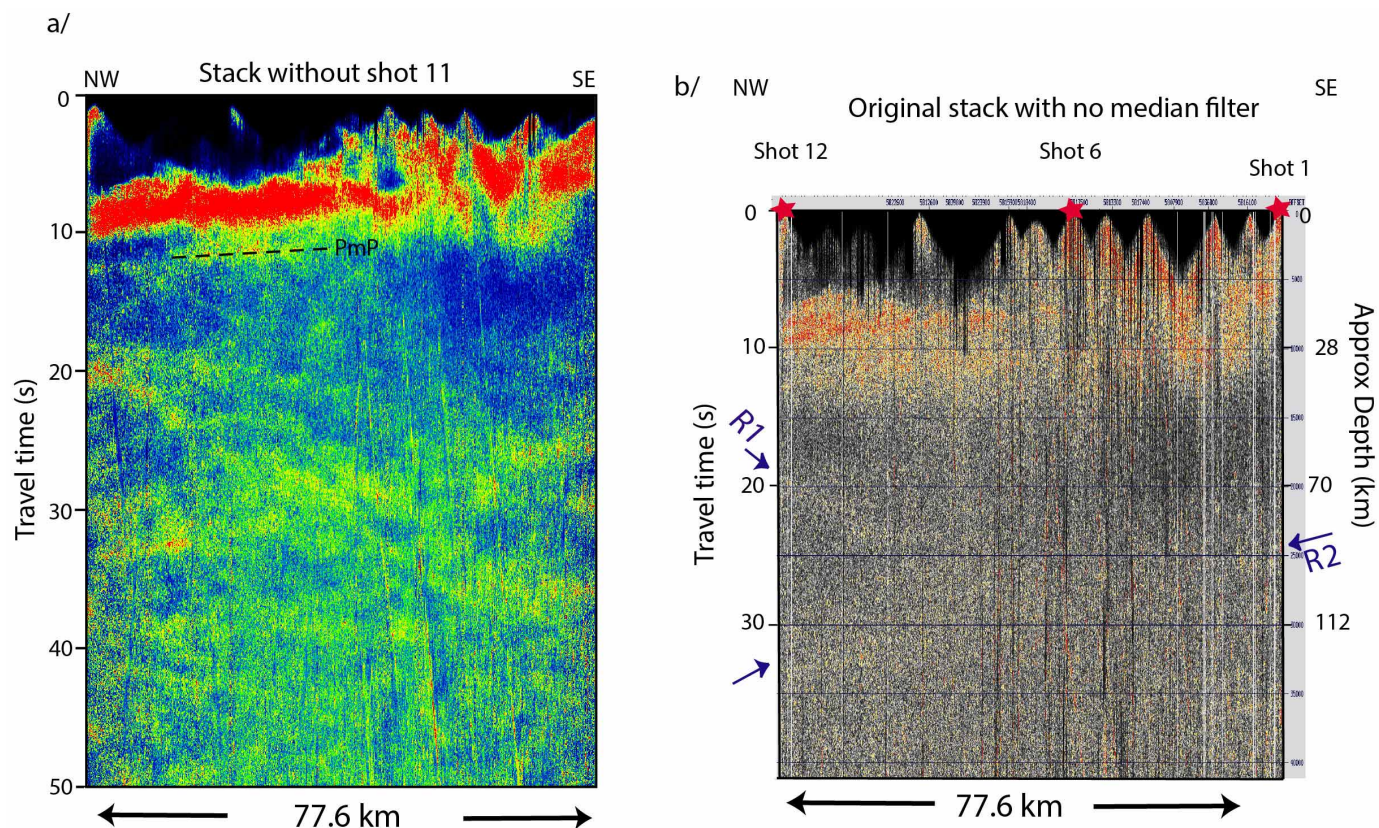 a/
Stack without shot 11
NW
SE
0
10
20
30
40
50
Travel time (s)
PmP
77.6 km
b/
NW
SE
Original stack with no median filter
Shot 12
Shot 6
Shot 1
0
10
20
30
Travel time (s)
R1
R2
0
28
70
112
Approx Depth (km)
77.6 km